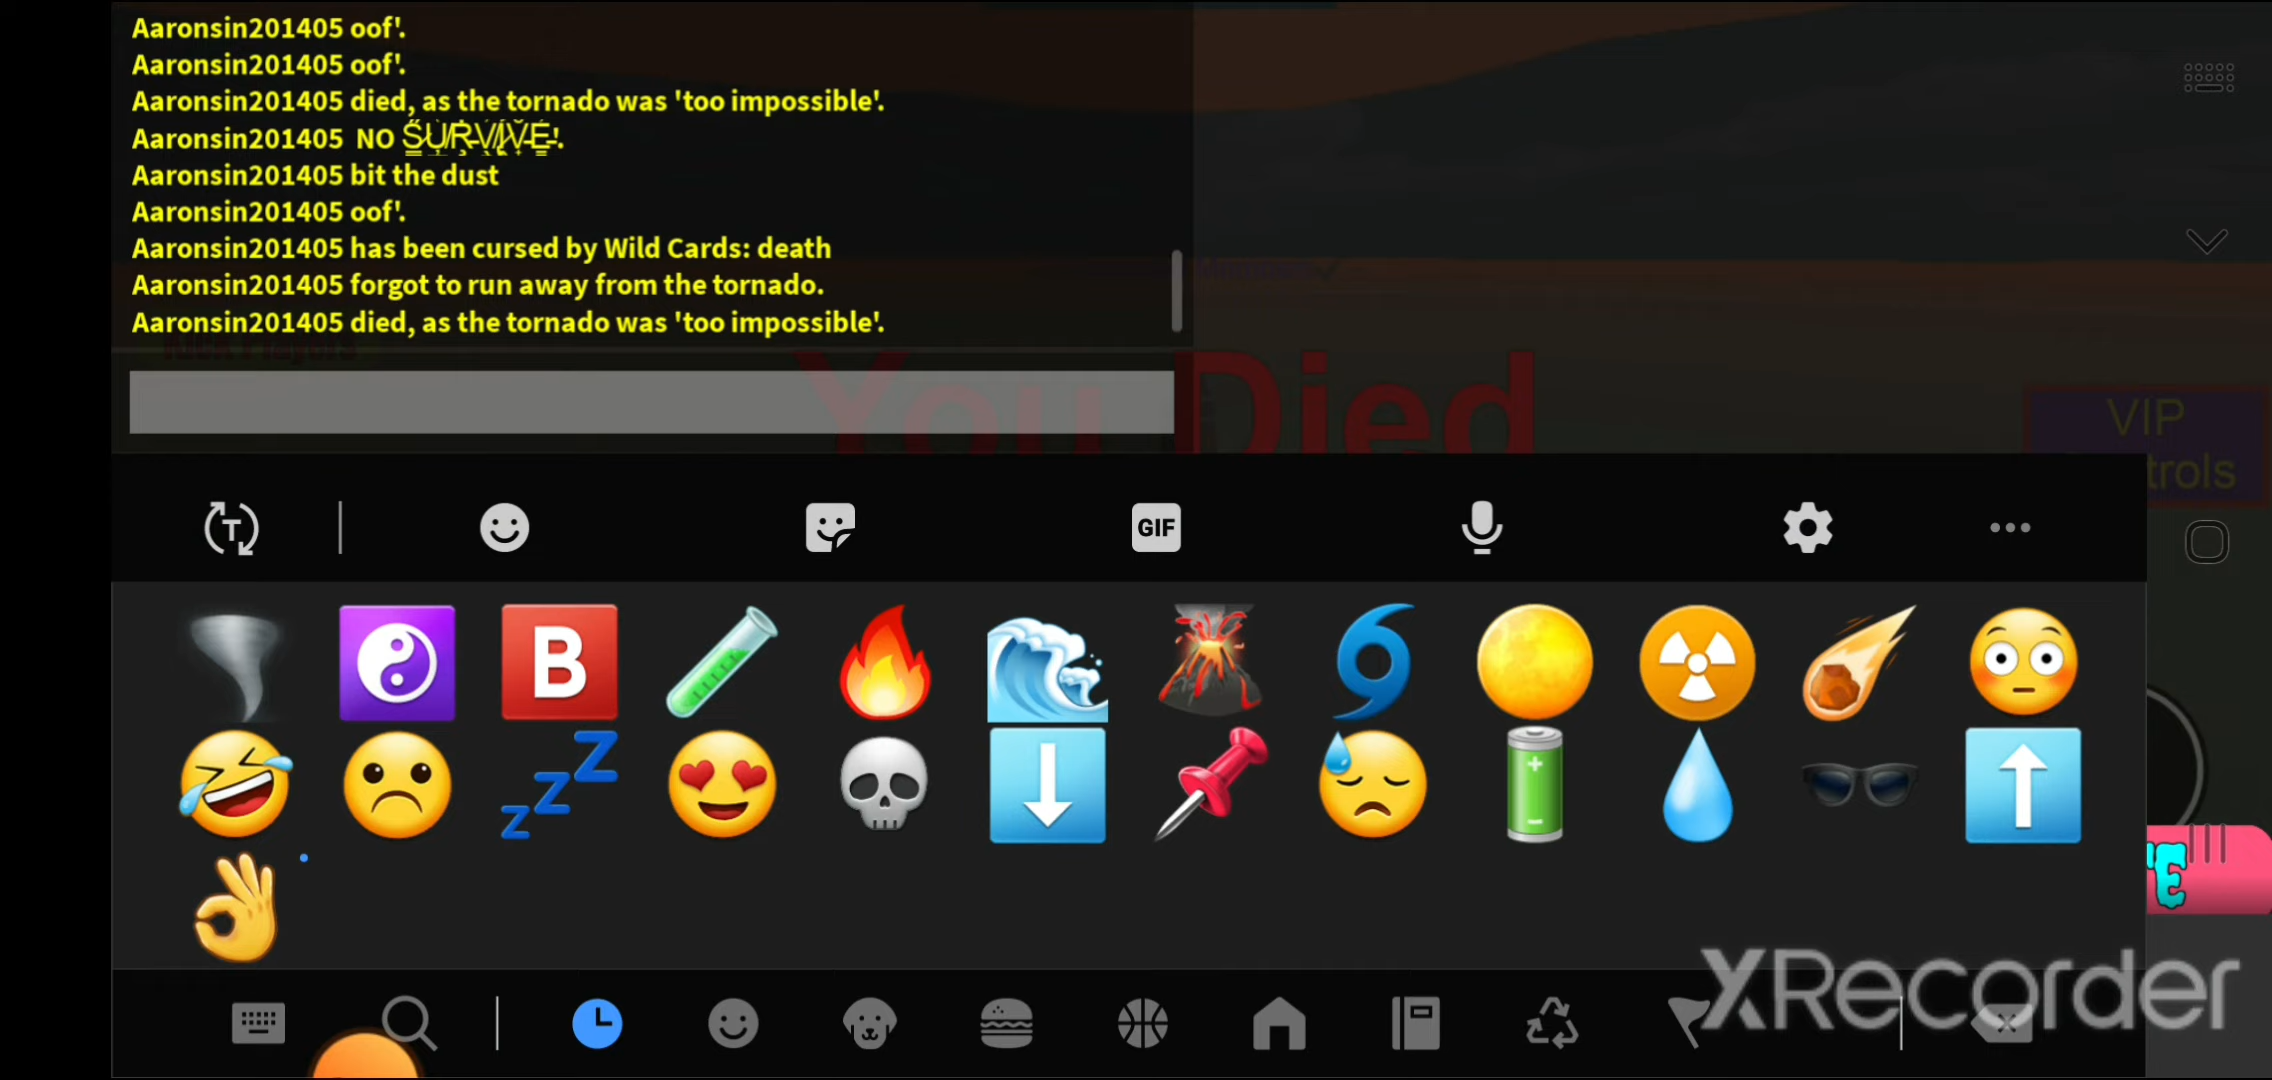 Aaronsin201405 oof'.
Aaronsin201405 oof'.
Aaronsin201405 died, as the tornado was 'too impossible'.
Aaronsin201405 NO SURVIVE'.
Aaronsin201405 bit the dust
Aaronsin201405 oof'.
Aaronsin201405 has been cursed by Wild Cards: death
Aaronsin201405 forgot to run away from the tornado.
Aaronsin201405 died, as the tornado was 'too impossible'.
Kick Players
You Died
VIP
trols
T
GIF
B
E
XRecorder